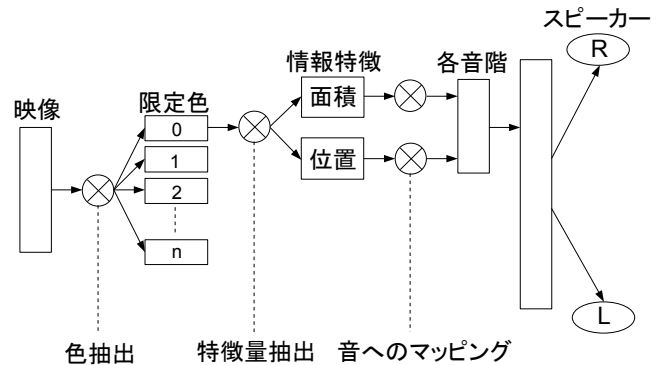 スピーカー
R
情報特徴
各音階
面積
映像
限定色
0
1
位置
2
n
L
色抽出
特徴量抽出
音へのマッピング